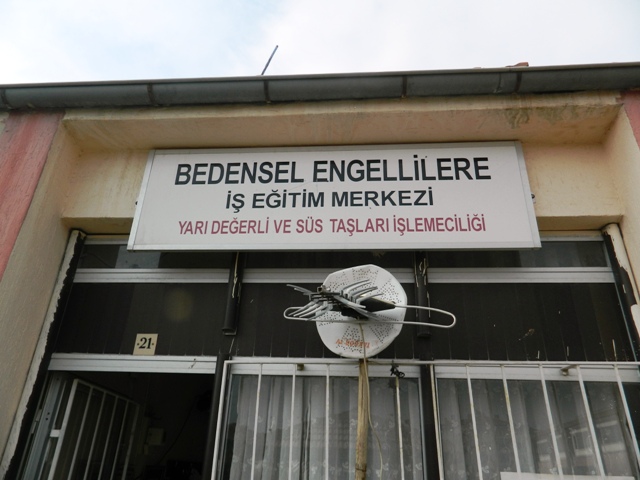 BEDENSEL ENGELLİLERE
İŞ EĞİTİM MERKEZİ
YARI DEĞERLİ VE SÜS TAŞLARI İŞLEMECİLİĞİ
-21-